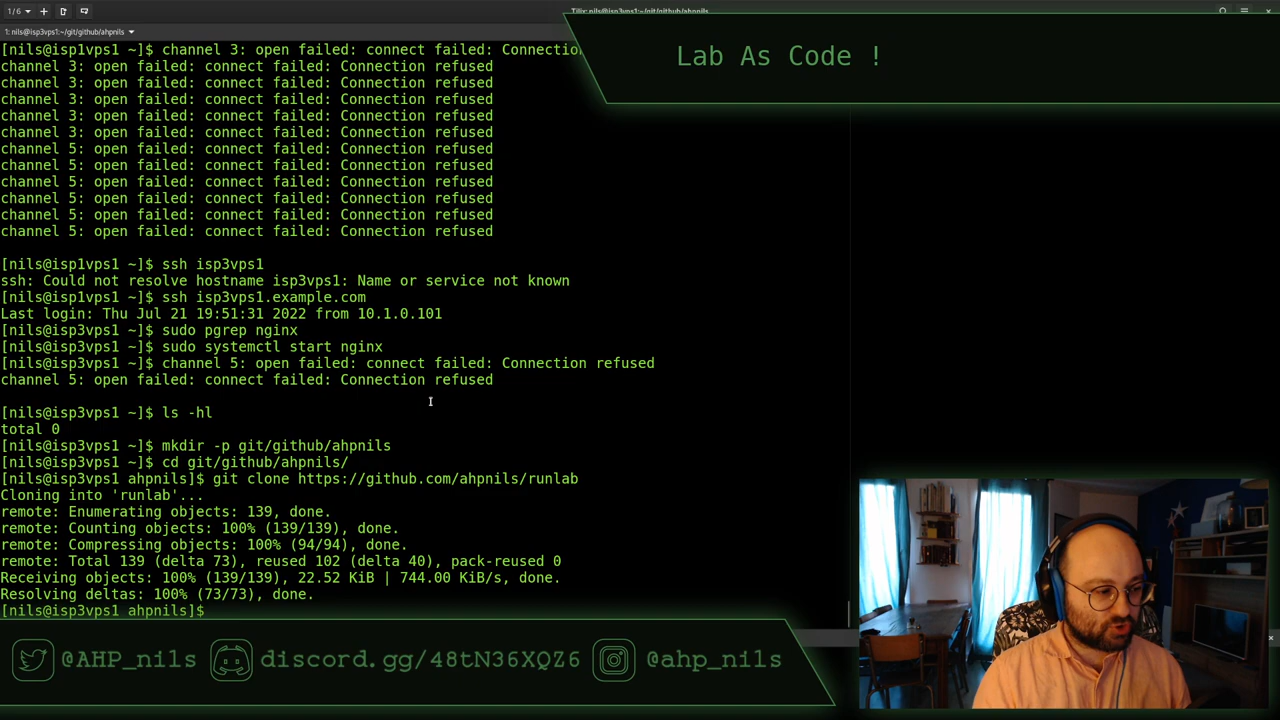 1/6
Tilix: nils@isp3vps1:~/git/github/ahpnils
1: nils@isp3vps1:~/git/github/ahpnils
Lab As Code !
[nils@isp1vps1 ~]$ channel 3: open failed: connect failed:
channel 3: open failed: connect failed: Connection refused
channel 3: open failed: connect failed: Connection refused
channel 3: open failed: connect failed: Connection refused
channel 3: open failed: connect failed: Connection refused
channel 3: open failed: connect failed: Connection refused
channel 5: open failed: connect failed: Connection refused
channel 5: open failed: connect failed: Connection refused
channel 5: open failed: connect failed: Connection refused
channel 5: open failed: connect failed: Connection refused
channel 5: open failed: connect failed: Connection refused
channel 5: open failed: connect failed: Connection refused
[nils@isp1vps1 ~]$ ssh isp3vps1
ssh: Could not resolve hostname isp3vps1: Name or service not known
[nils@isp1vps1 ~]$ ssh isp3vps1.example.com
Last login: Thu Jul 21 19:51:31 2022 from 10.1.0.101
[nils@isp3vps1 ~]$ sudo pgrep nginx
[nils@isp3vps1 ~]$ sudo systemctl start nginx
[nils@isp3vps1 ~]$ channel 5: open failed: connect failed: Connection refused
channel 5: open failed: connect failed: Connection refused
[nils@isp3vps1 ~]$ ls -hl
total 0
[nils@isp3vps1 ~]$ mkdir -p git/github/ahpnils
[nils@isp3vps1 ~]$ cd git/github/ahpnils/
[nils@isp3vps1 ahpnils]$ git clone https://github.com/ahpnils/runlab
Cloning into 'runlab'...
remote: Enumerating objects: 139, done.
remote: Counting objects: 100% (139/139), done.
remote: Compressing objects: 100% (94/94), done.
remote: Total 139 (delta 73), reused 102 (delta 40), pack-reused 0
Receiving objects: 100% (139/139), 22.52 KiB | 744.00 KiB/s, done.
Resolving deltas: 100% (73/73), done.
[nils@isp3vps1 ahpnils]$
@AHP_nils discord.gg/48tN36XQZ6 @ahp_nils